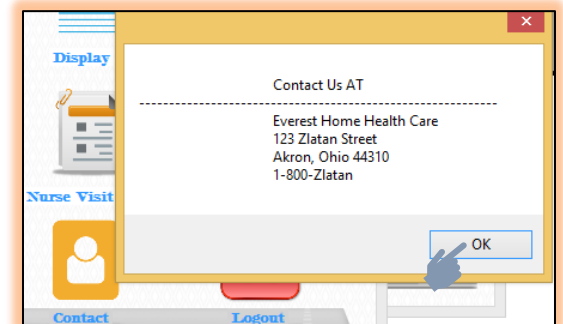 Display
Contact Us AT
Everest Home Health Care
123 Zlatan Street
Akron, Ohio 44310
1-800-Zlatan
Nurse Visit
OK
Contact
Logout